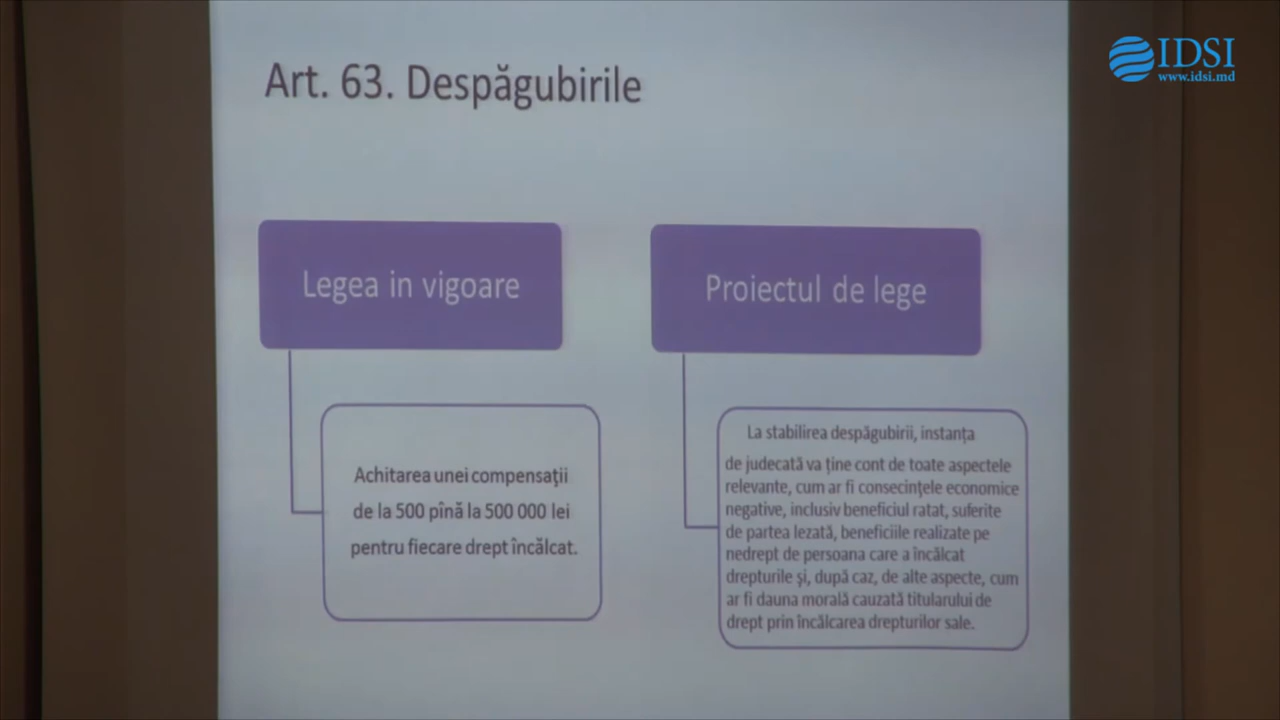 IDSI
www.idsi.md
Art. 63. Despăgubirile
Legea in vigoare
Proiectul de lege
Achitarea unei compensaţii
de la 500 pînă la 500 000 lei
pentru fiecare drept încălcat.
La stabilirea despăgubirii, instanţa
de judecată va ţine cont de toate aspectele
relevante, cum ar fi consecinţele economice
negative, inclusiv beneficiul ratat, suferite
de partea lezată, beneficiile realizate pe
nedrept de persoana care a încălcat
drepturile şi, după caz, de alte aspecte, cum
ar fi dauna morală cauzată titularului de
drept prin încălcarea drepturilor sale.